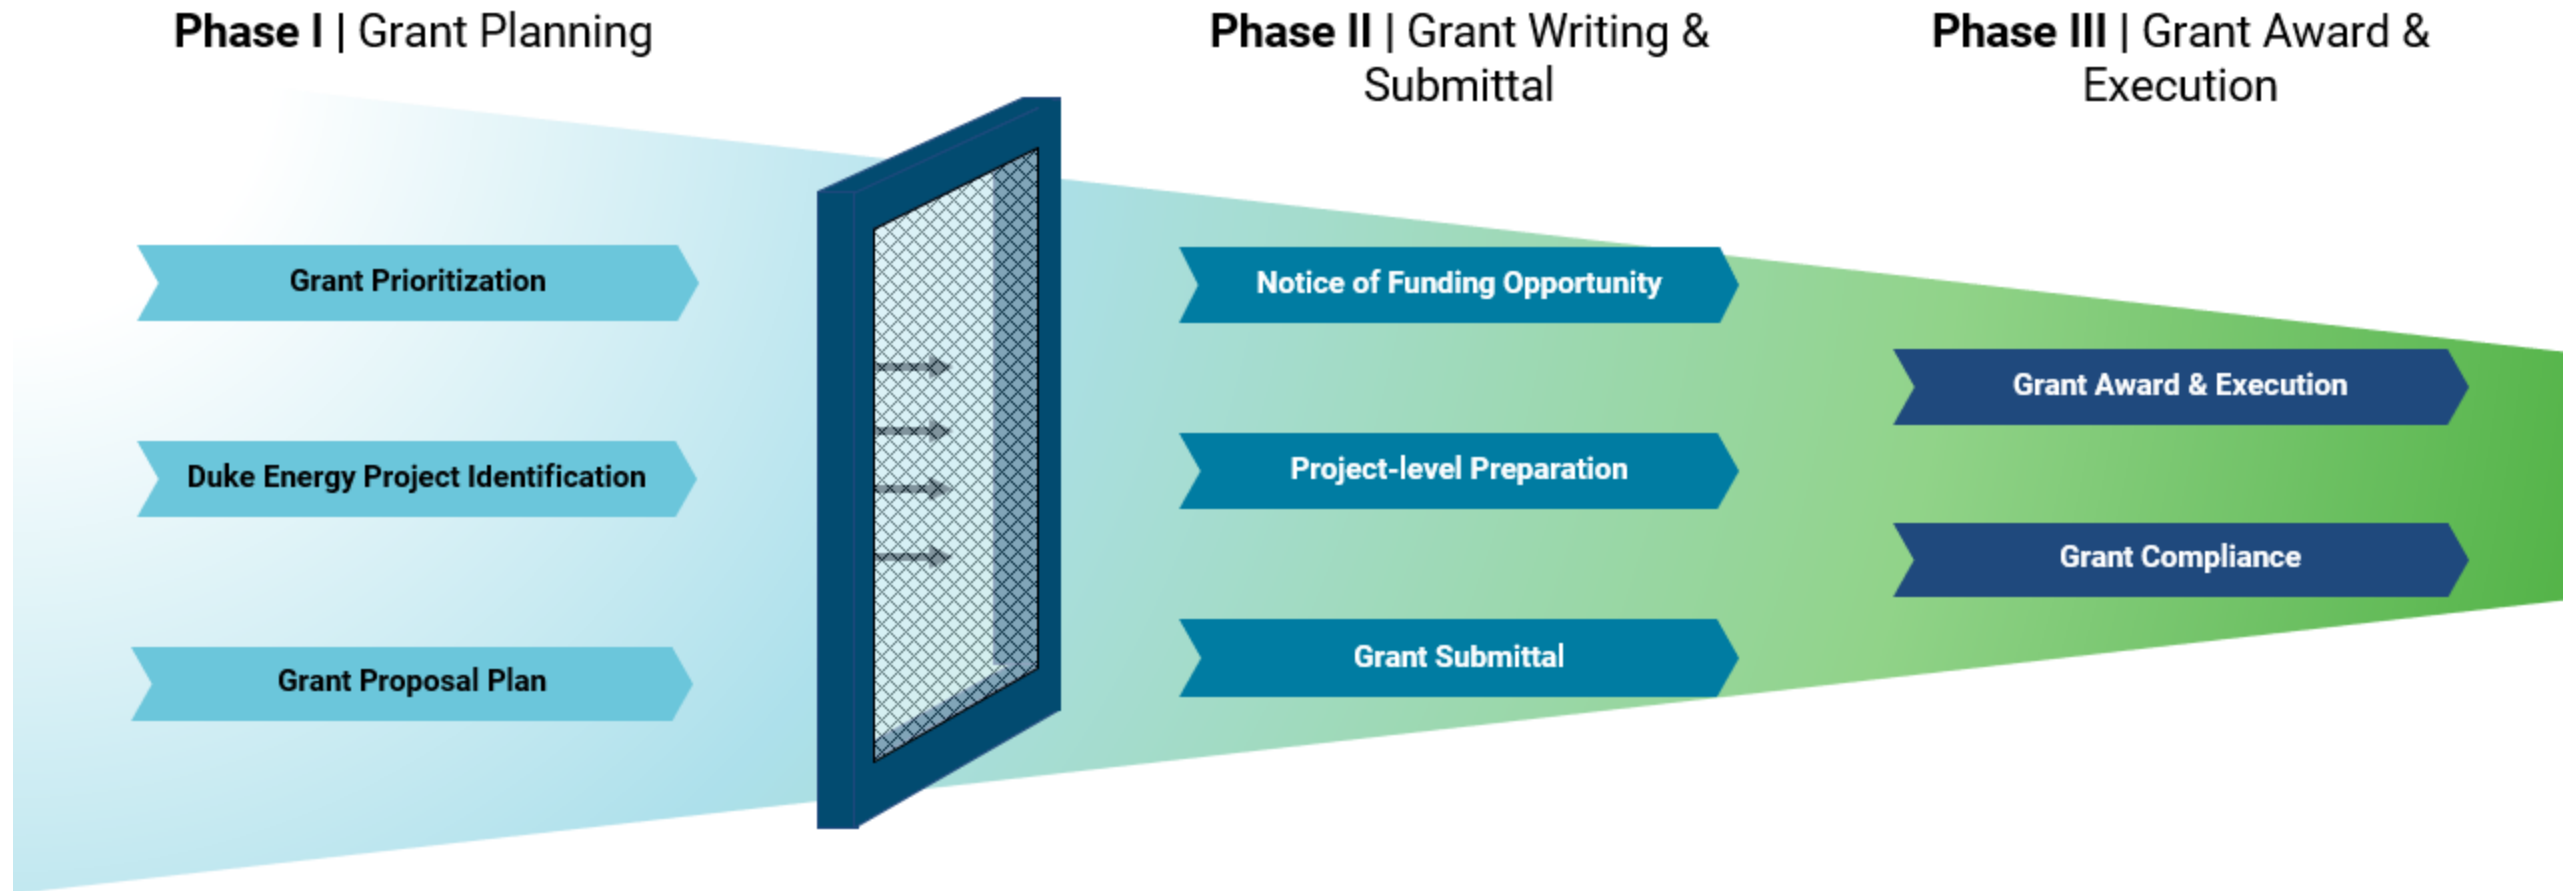 Phase I | Grant Planning
Phase II | Grant Writing &
Submittal
Phase III | Grant Award &
Execution
Grant Prioritization
Duke Energy Project Identification
Grant Proposal Plan
Notice of Funding Opportunity
Project-level Preparation
Grant Submittal
Grant Award & Execution
Grant Compliance